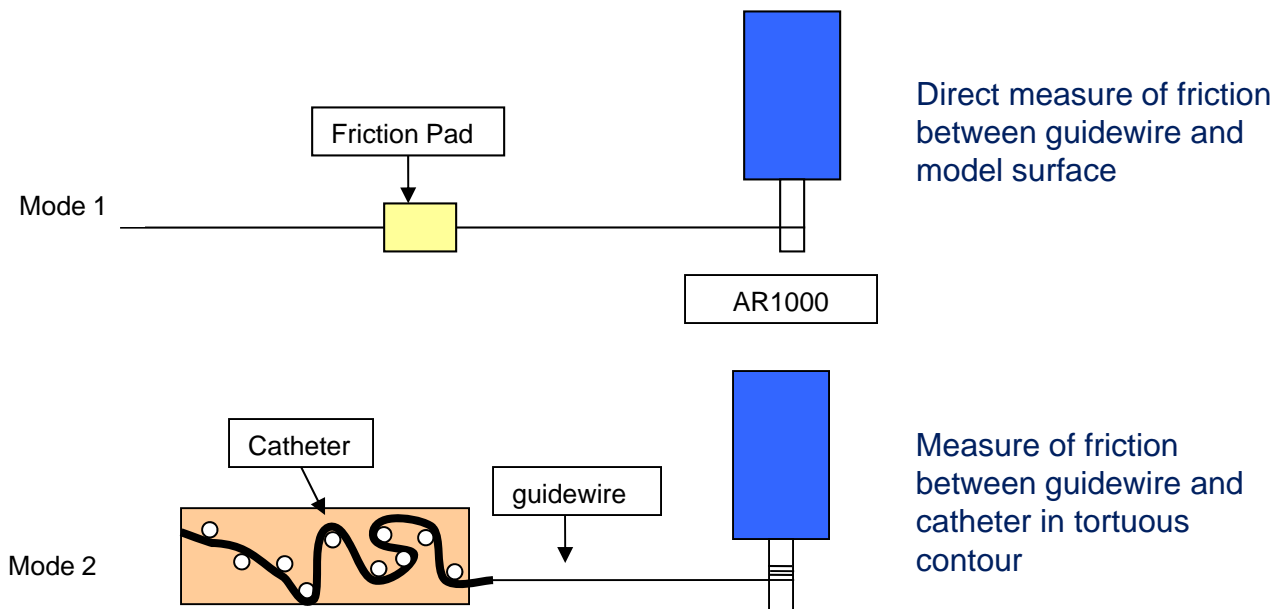 Direct measure of friction
between guidewire and
model surface
Friction Pad
Mode 1
AR1000
Catheter
guidewire
Measure of friction
between guidewire and
catheter in tortuous
contour
Mode 2